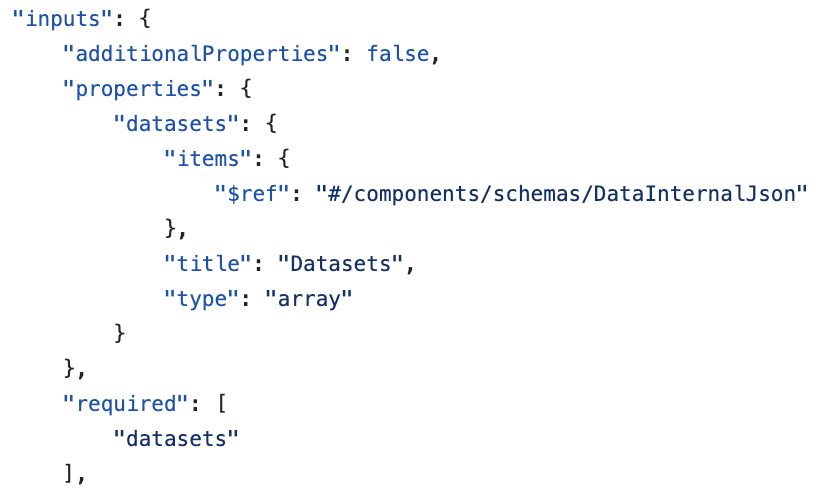 "inputs": {
    "additionalProperties": false,
    "properties": {
        "datasets": {
            "items": {
                "$ref": "#/components/schemas/DataInternalJson"
            },
            "title": "Datasets",
            "type": "array"
        }
    },
    "required": [
        "datasets"
    ],